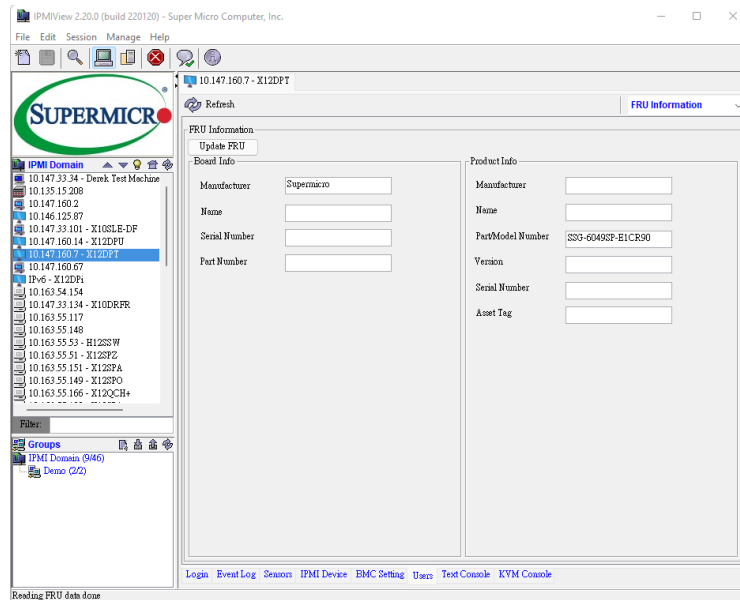 IPMIView 2.20.0 (build 220120) - Super Micro Computer, Inc.
File Edit Session Manage Help
SUPERMICR
10.147.160.7 - X12DPT
Refresh
FRU Information
FRU Information
Update FRU
Board Info
Manufacturer Supermicro
Name
Serial Number
Part Number
Product Info
Manufacturer
Name
Part/Model Number SSG-6049SP-E1CR90
Version
Serial Number
Asset Tag
IPMI Domain
10.147.33.34 - Derek Test Machine
10.135.15.208
10.147.160.2
10.146.125.87
10.147.33.101 - X10SLE-DF
10.147.160.14 - X12DPU
10.147.160.7 - X12DPT
10.147.160.67
IPv6 - X12DPi
10.163.54.154
10.147.33.134 - X10DRFR
10.163.55.117
10.163.55.148
10.163.55.53 - H12SSW
10.163.55.51 - X12SPZ
10.163.55.151 - X12SPA
10.163.55.149 - X12SPO
10.163.55.166 - X12QCH+
Filter:
Groups
IPMI Domain (9/46)
Demo (2/2)
Login Event Log Sensors IPMI Device BMC Setting Users Text Console KVM Console
Reading FRU data done